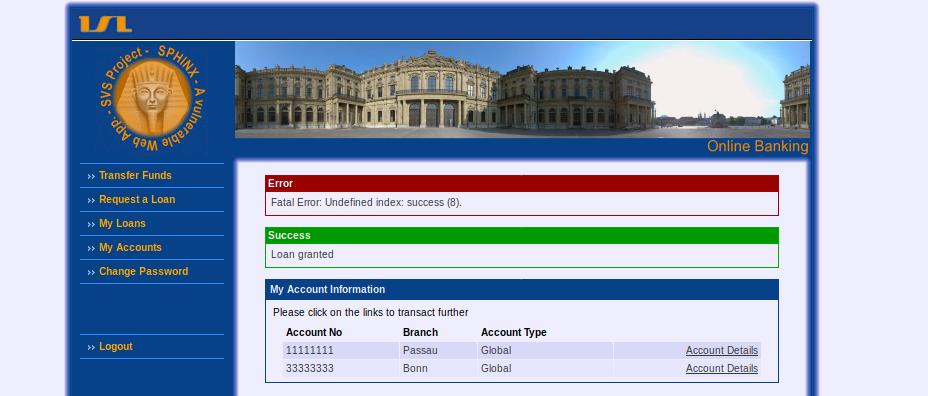 ISL
SVS Project - SPHINX - A vulnerable Web App. -
Online Banking
Transfer Funds
Request a Loan
My Loans
My Accounts
Change Password
Logout
Error
Fatal Error: Undefined index: success (8).
Success
Loan granted
My Account Information
Please click on the links to transact further
Account No Branch Account Type
11111111 Passau Global Account Details
33333333 Bonn Global Account Details